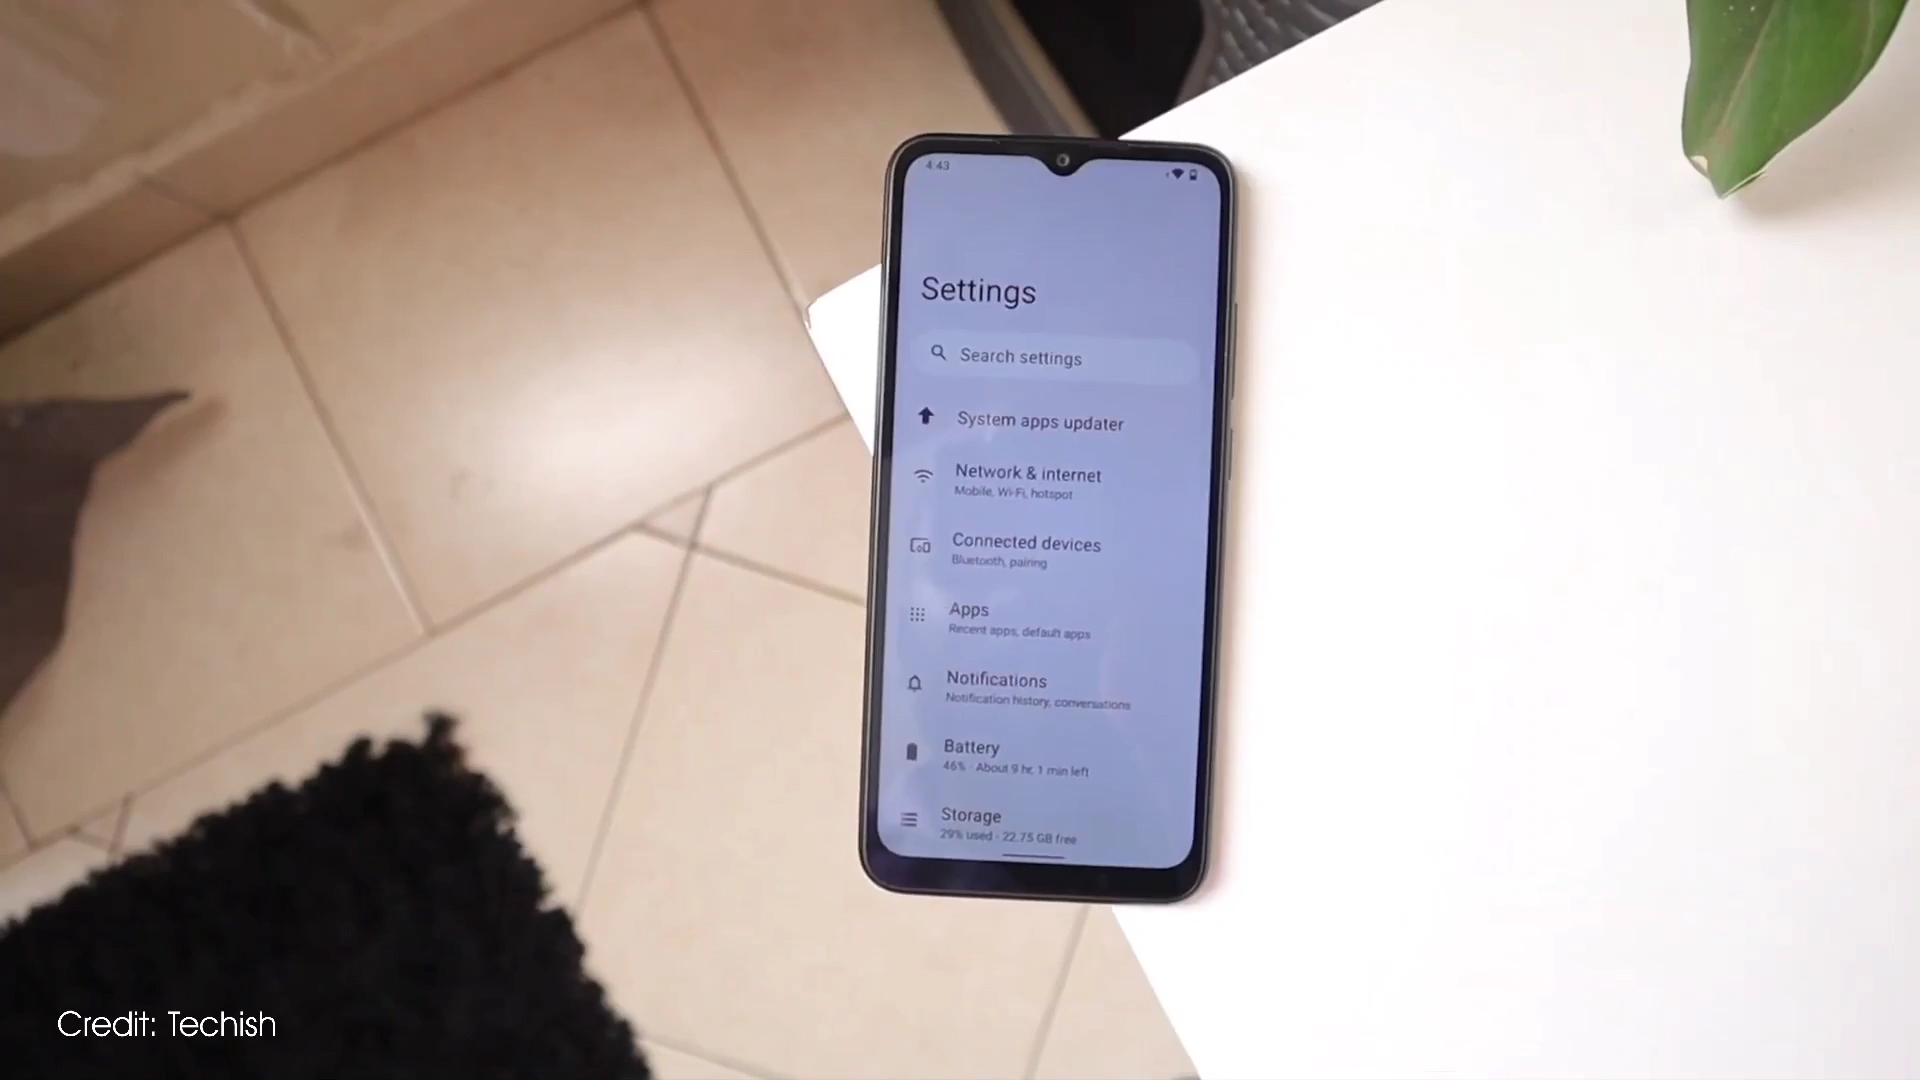 4:43
Settings
Search settings
System apps updater
Network & internet
Mobile, Wi-Fi, hotspot
Connected devices
Bluetooth, pairing
Apps
Recent apps, default apps
Notifications
Notification history, conversations
Battery
46% · About 9 hr, 1 min left
Storage
29% used - 22.75 GB free
Credit: Techish